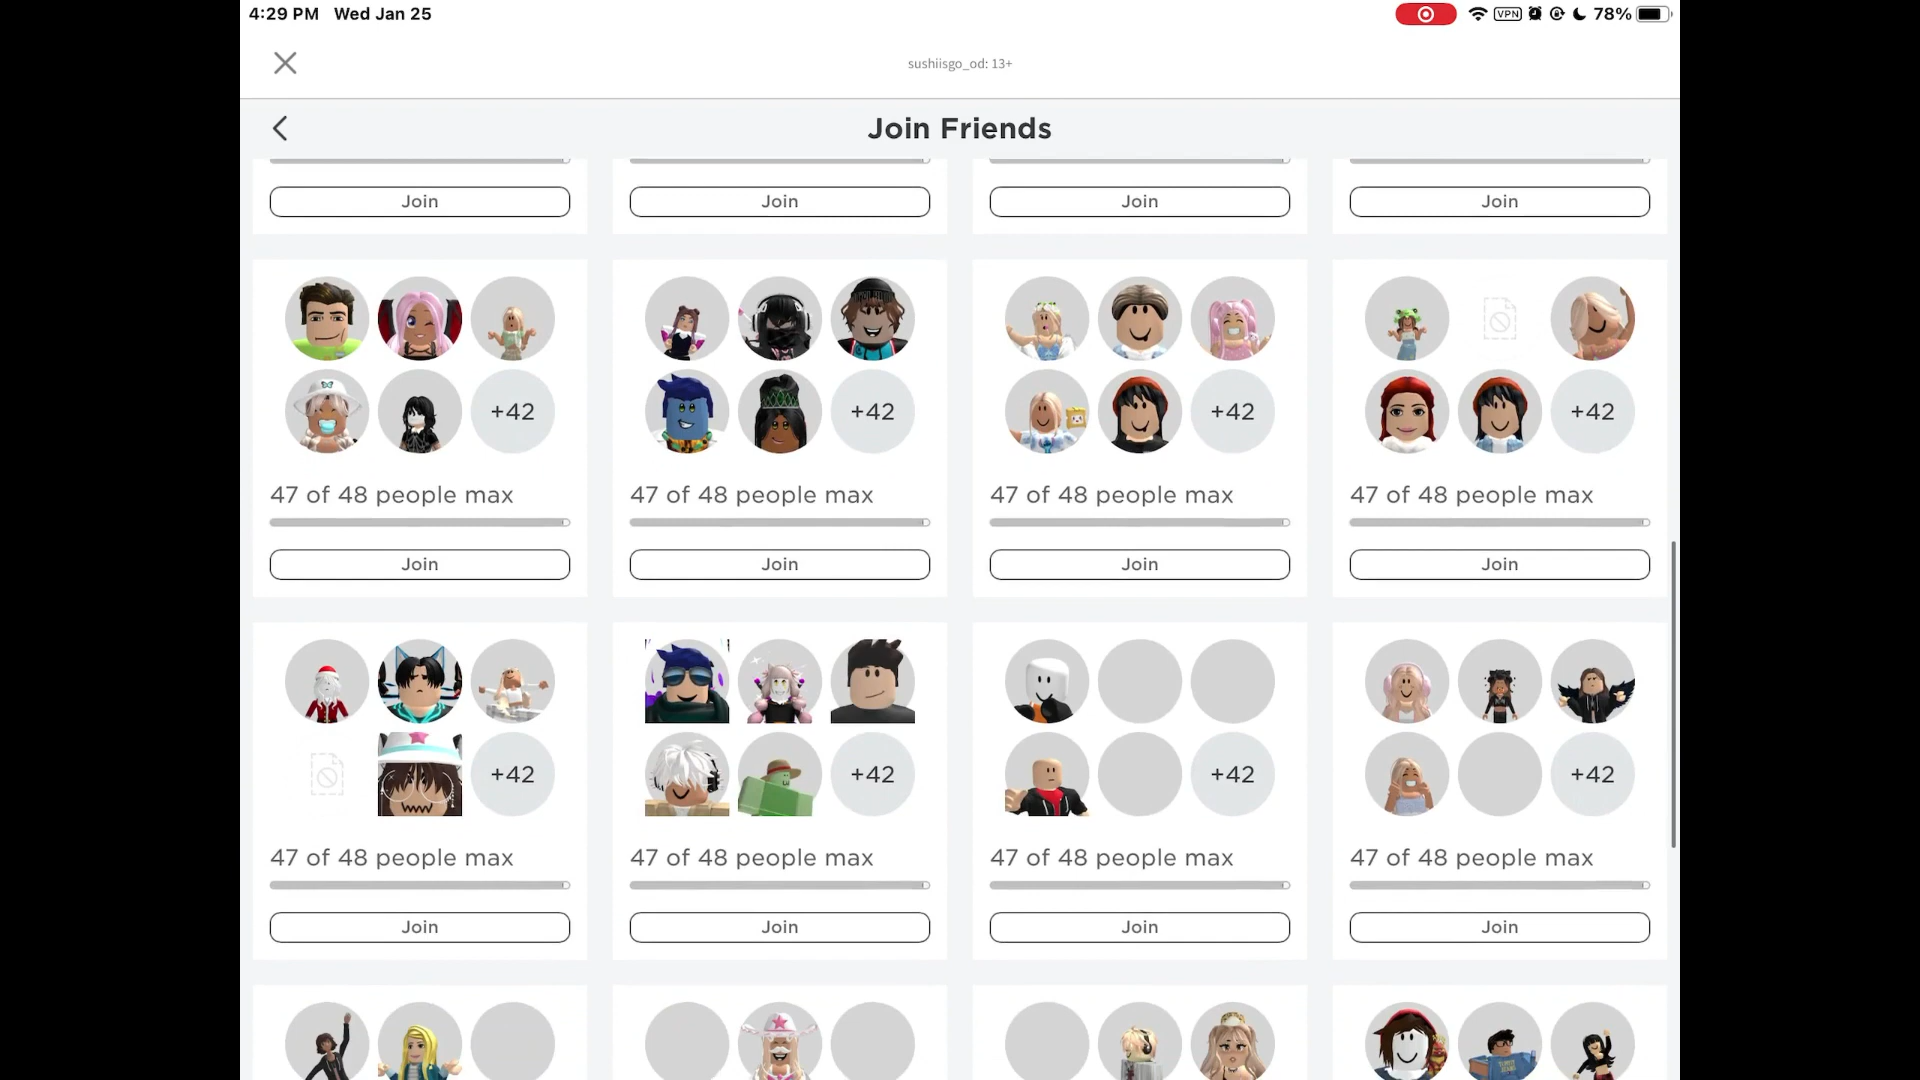 4:29 PM Wed Jan 25
VPN 78%
sushiisgo_od: 13+
Join Friends
Join Join Join Join
+42 +42 +42 +42
47 of 48 people max 47 of 48 people max 47 of 48 people max 47 of 48 people max
Join Join Join Join
+42 +42 +42 +42
47 of 48 people max 47 of 48 people max 47 of 48 people max 47 of 48 people max
Join Join Join Join